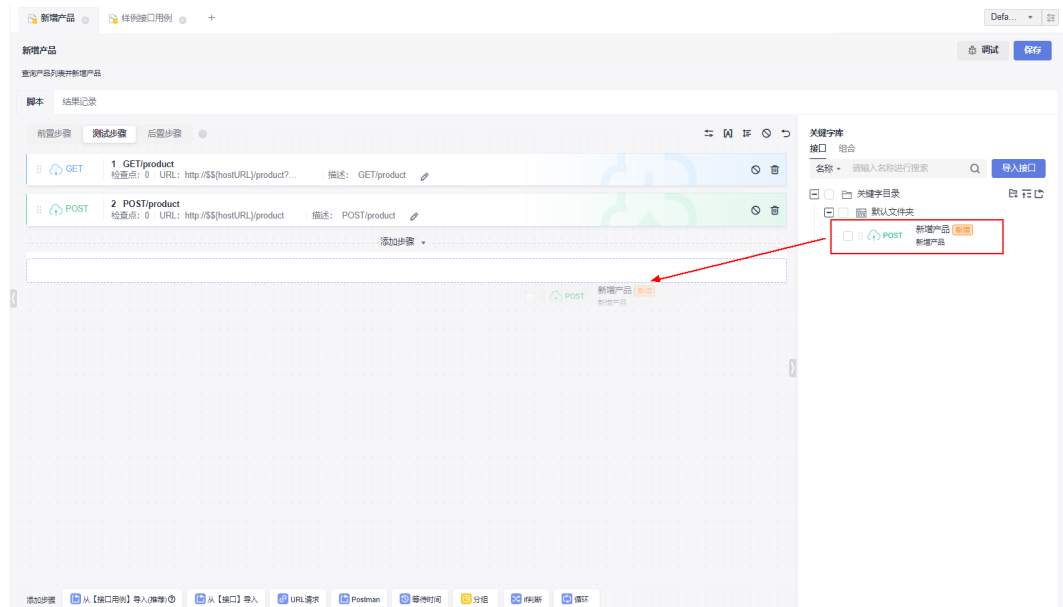 新增产品 样例接口用例 + Defa...
新增产品 调试 保存
查询产品列表并新增产品
脚本 结果记录
前置步骤 测试步骤 后置步骤
GET 1 GET/product
检查点: 0 URL: http://$${hostURL}/product?... 描述: GET/product
POST 2 POST/product
检查点: 0 URL: http://$${hostURL}/product 描述: POST/product
添加步骤
POST 新增产品 新增
新增产品
关键字库
接口 组合
名称 请输入名称进行搜索 导入接口
关键字目录
默认文件夹
POST 新增产品 新增
新增产品
添加步骤 从【接口用例】导入(推荐) 从【接口】导入 URL请求 Postman 等待时间 分组 if判断 循环